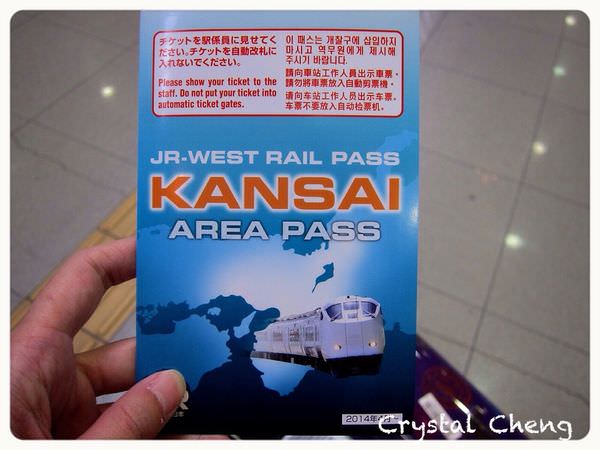 チケットを駅係員に見せてく
ださい。チケットを自動改札に
入れないでください。
Please show your ticket to the
staff. Do not put your ticket into
automatic ticket gates.
이 패스는 개찰구에 삽입하지
마시고 역무원에게 제시해
주시기 바랍니다.
請向車站工作人員出示車票。
請勿將車票放入自動剪票機。
请向车站工作人员出示车票。
车票不要放入自动检票机。
JR-WEST RAIL PASS
KANSAI
AREA PASS
2014年4月
Crystal Cheng